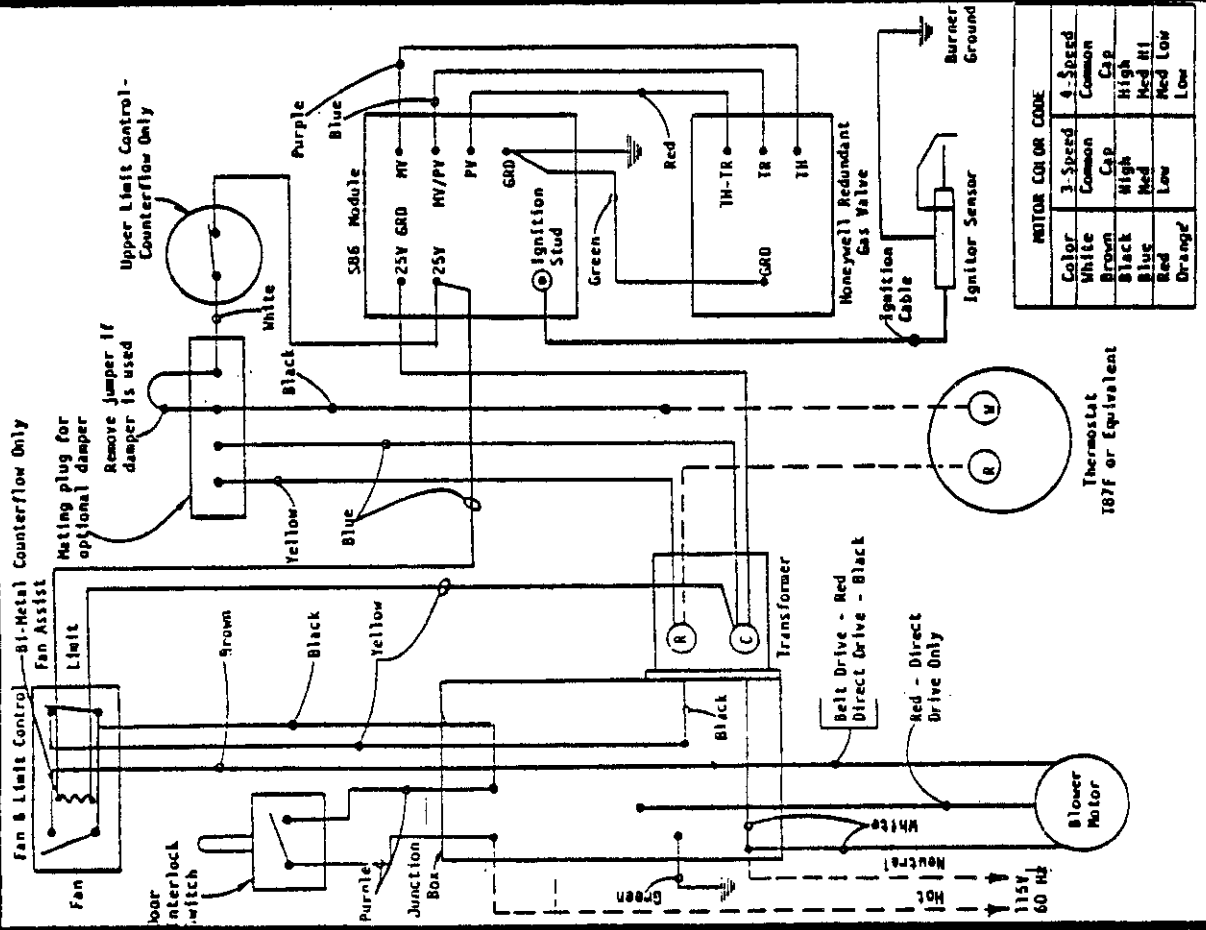 Fan & Limit Control
Bi-Metal Counterflow Only
Fan Assist
Limit
Fan
Mating plug for
optional damper
Remove jumper if
damper is used
Upper Limit Control-
Counterflow Only
White
Black
Yellow
Blue
Brown
Black
Yellow
Purple
Blue
S86 Module
25V GRD
25V
MV
MV/PV
PV
GRD
Ignition
Stud
Green
Red
TH-TR
TR
TH
GRD
Honeywell Redundant
Gas Valve
Burner
Ground
Ignition
Cable
Ignitor Sensor
R
C
Transformer
R
W
Thermostat
T87F or Equivalent
Interlock
Purple
Junction
Box
Black
Belt Drive - Red
Direct Drive - Black
Red - Direct
Drive Only
White
Green
Neutral
Hot
115V
60 HZ
Blower
Motor
MOTOR COLOR CODE
Color 3-Speed 4-Speed
White Common Common
Brown Cap Cap
Black High High
Blue Med Med HI
Red Low Med Low
Orange Low